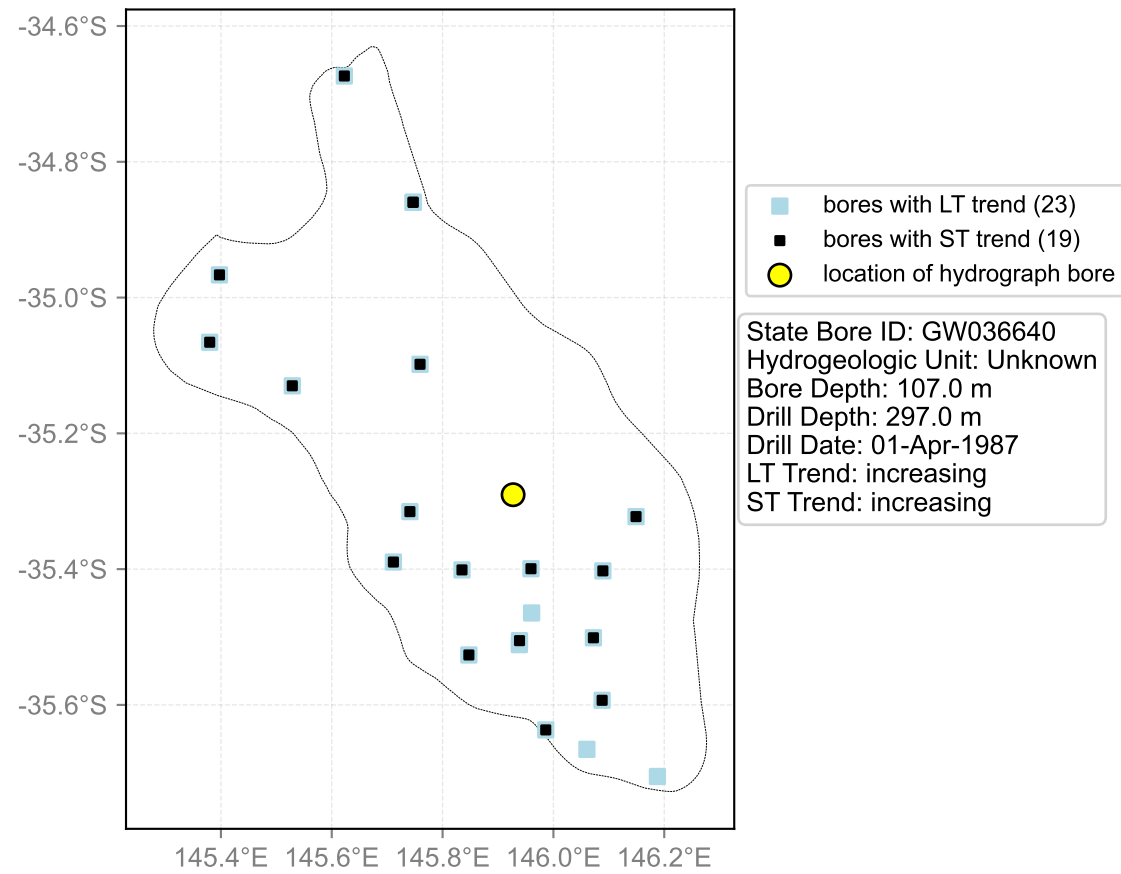 -34.6°S
-34.8°S
-35.0°S
-35.2°S
-35.4°S
-35.6°S
145.4°E 145.6°E 145.8°E 146.0°E 146.2°E
bores with LT trend (23)
bores with ST trend (19)
location of hydrograph bore
State Bore ID: GW036640
Hydrogeologic Unit: Unknown
Bore Depth: 107.0 m
Drill Depth: 297.0 m
Drill Date: 01-Apr-1987
LT Trend: increasing
ST Trend: increasing